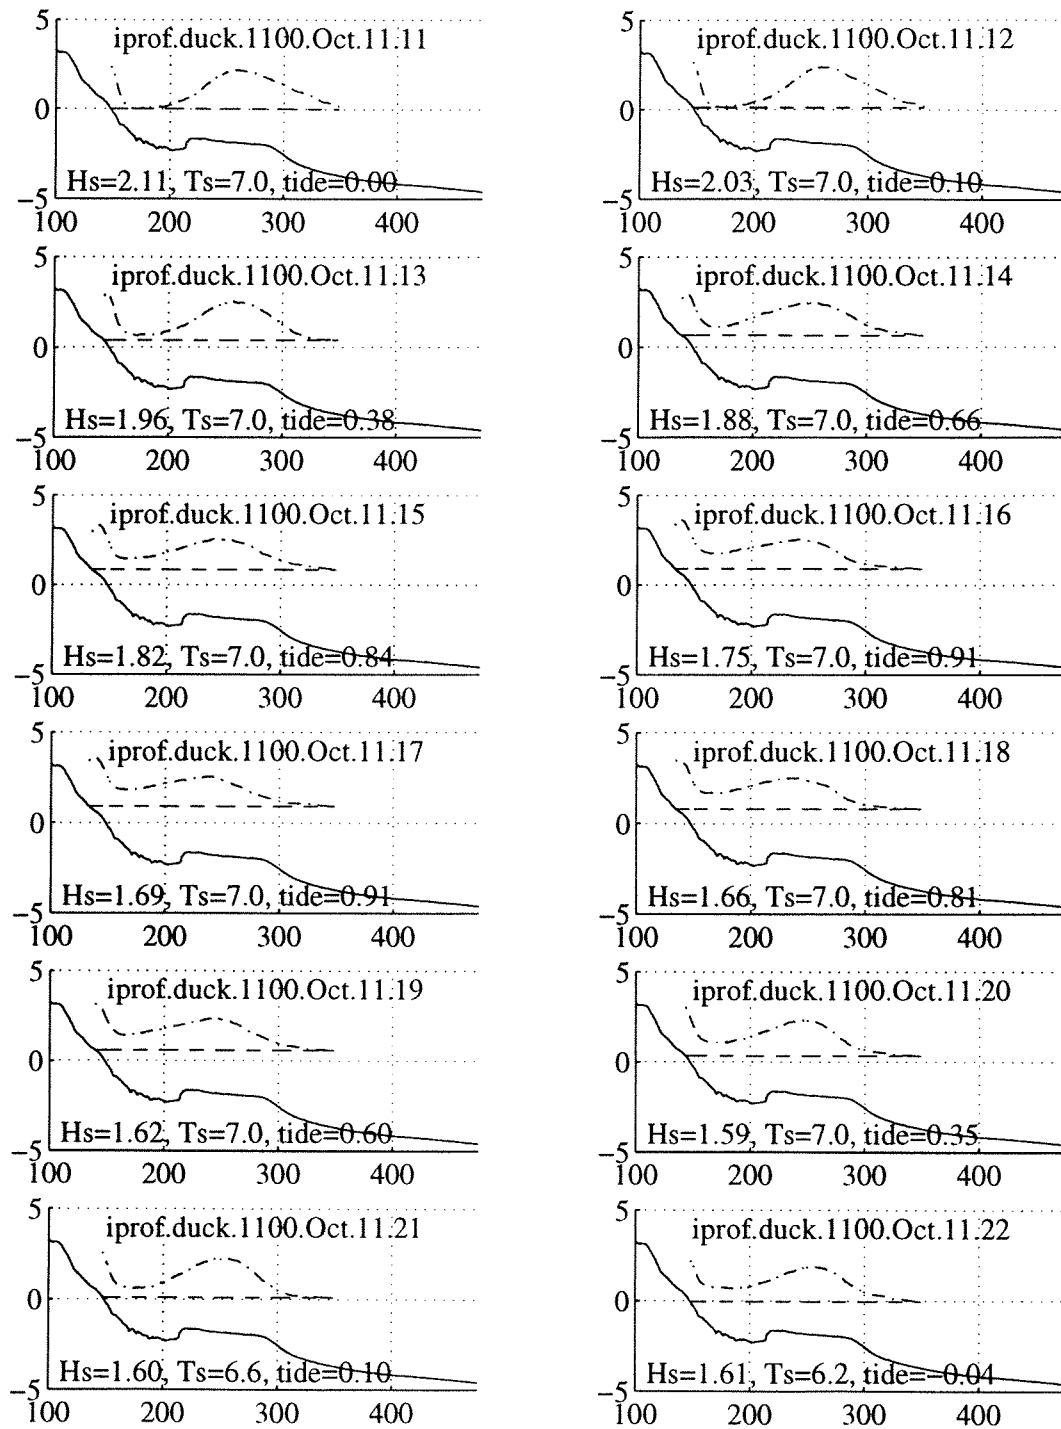 5
iprof.duck.1100.Oct.11.11
0
Hs=2.11, Ts=7.0, tide=0.00
−5
100 200 300 400
5
iprof.duck.1100.Oct.11.12
0
Hs=2.03, Ts=7.0, tide=0.10
−5
100 200 300 400
5
iprof.duck.1100.Oct.11.13
0
Hs=1.96, Ts=7.0, tide=0.38
−5
100 200 300 400
5
iprof.duck.1100.Oct.11.14
0
Hs=1.88, Ts=7.0, tide=0.66
−5
100 200 300 400
5
iprof.duck.1100.Oct.11.15
0
Hs=1.82, Ts=7.0, tide=0.84
−5
100 200 300 400
5
iprof.duck.1100.Oct.11.16
0
Hs=1.75, Ts=7.0, tide=0.91
−5
100 200 300 400
5
iprof.duck.1100.Oct.11.17
0
Hs=1.69, Ts=7.0, tide=0.91
−5
100 200 300 400
5
iprof.duck.1100.Oct.11.18
0
Hs=1.66, Ts=7.0, tide=0.81
−5
100 200 300 400
5
iprof.duck.1100.Oct.11.19
0
Hs=1.62, Ts=7.0, tide=0.60
−5
100 200 300 400
5
iprof.duck.1100.Oct.11.20
0
Hs=1.59, Ts=7.0, tide=0.35
−5
100 200 300 400
5
iprof.duck.1100.Oct.11.21
0
Hs=1.60, Ts=6.6, tide=0.10
−5
100 200 300 400
5
iprof.duck.1100.Oct.11.22
0
Hs=1.61, Ts=6.2, tide=−0.04
−5
100 200 300 400